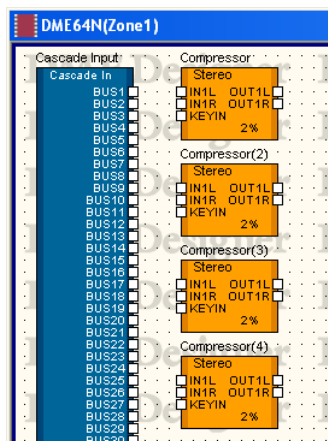 DME64N(Zone1)
Cascade Input
Cascade In
BUS1
BUS2
BUS3
BUS4
BUS5
BUS6
BUS7
BUS8
BUS9
BUS10
BUS11
BUS12
BUS13
BUS14
BUS15
BUS16
BUS17
BUS18
BUS19
BUS20
BUS21
BUS22
BUS23
BUS24
BUS25
BUS26
BUS27
BUS28
BUS29
BUS30
Compressor
Stereo
IN1L OUT1L
IN1R OUT1R
KEYIN
2%
Compressor(2)
Stereo
IN1L OUT1L
IN1R OUT1R
KEYIN
2%
Compressor(3)
Stereo
IN1L OUT1L
IN1R OUT1R
KEYIN
2%
Compressor(4)
Stereo
IN1L OUT1L
IN1R OUT1R
KEYIN
2%